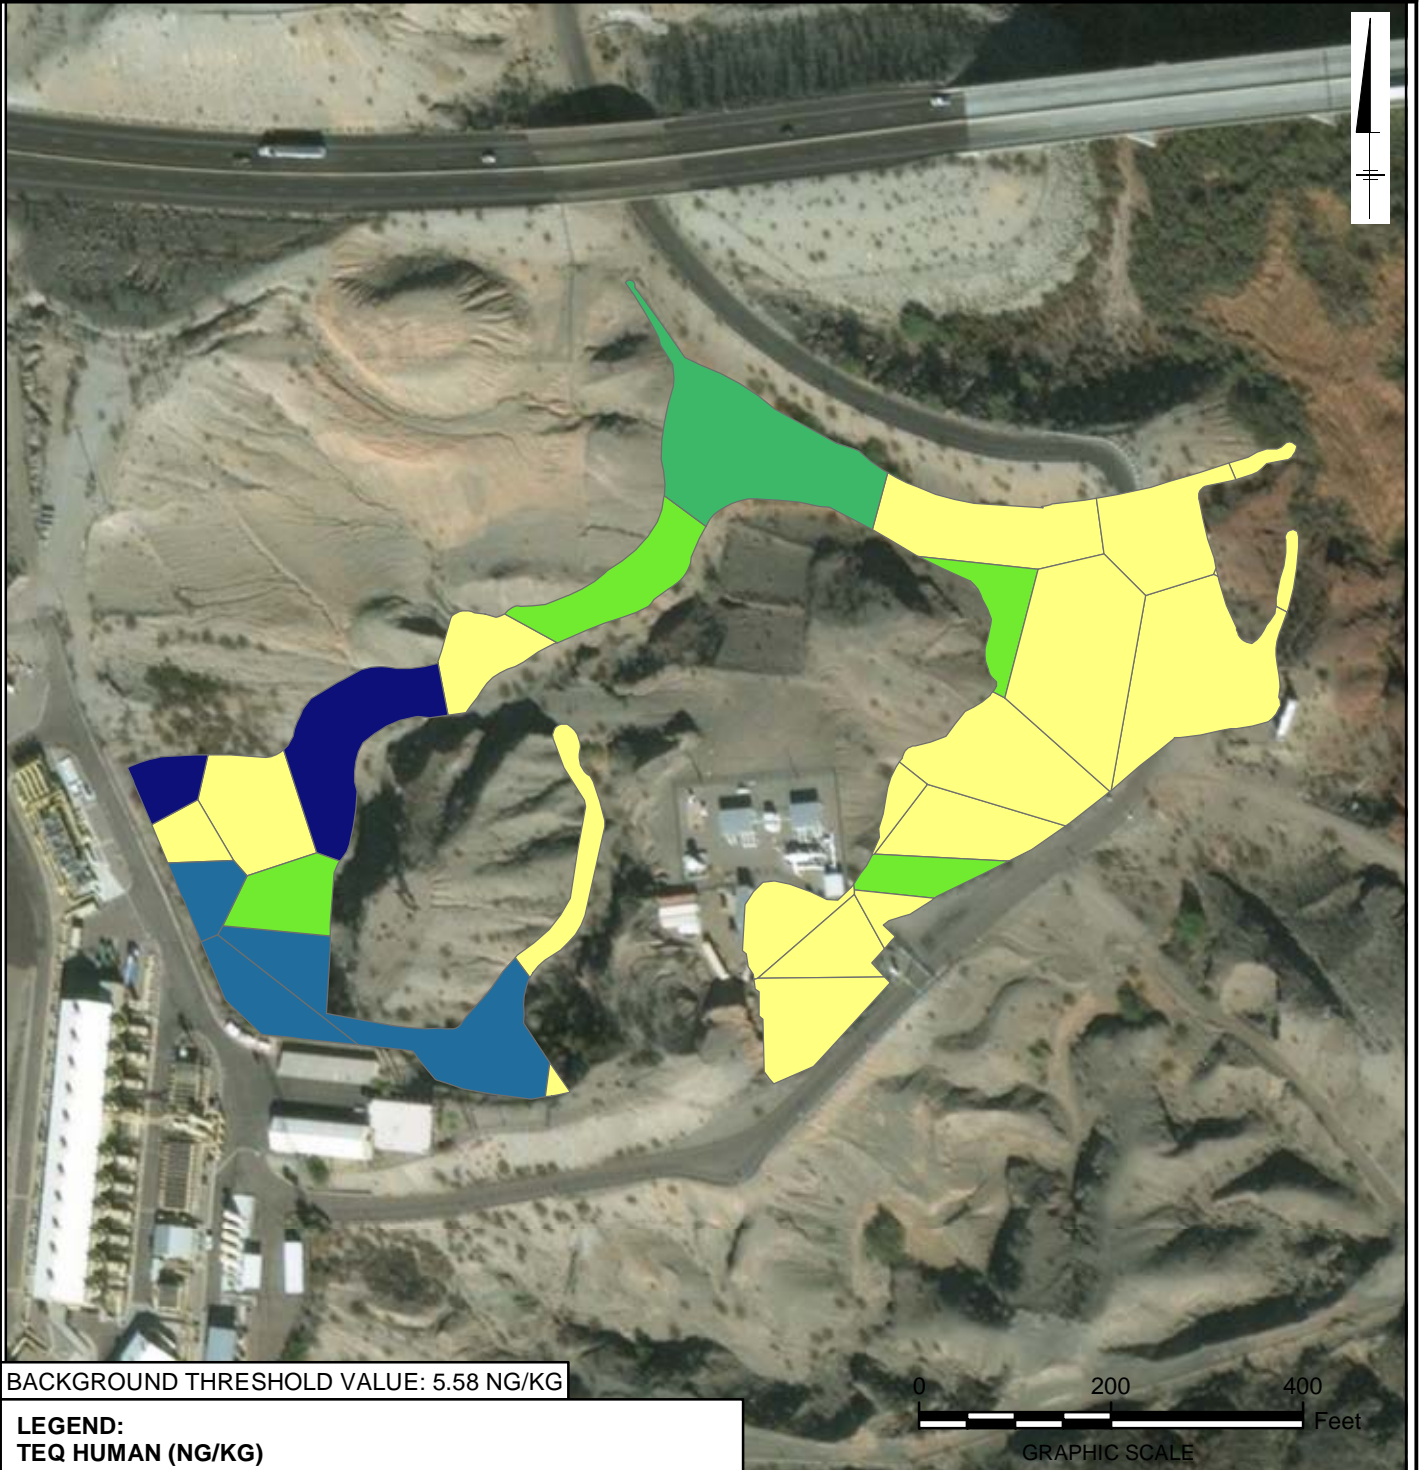 BACKGROUND THRESHOLD VALUE: 5.58 NG/KG
LEGEND:
TEQ HUMAN (NG/KG)
0 200 400
Feet
GRAPHIC SCALE